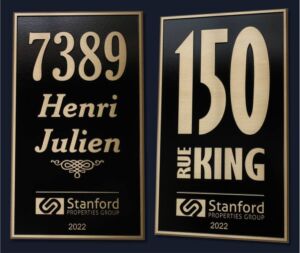 7389
Henri
Julien
Stanford
PROPERTIES GROUP
2022
150
RUE KING
Stanford
PROPERTIES GROUP
2022